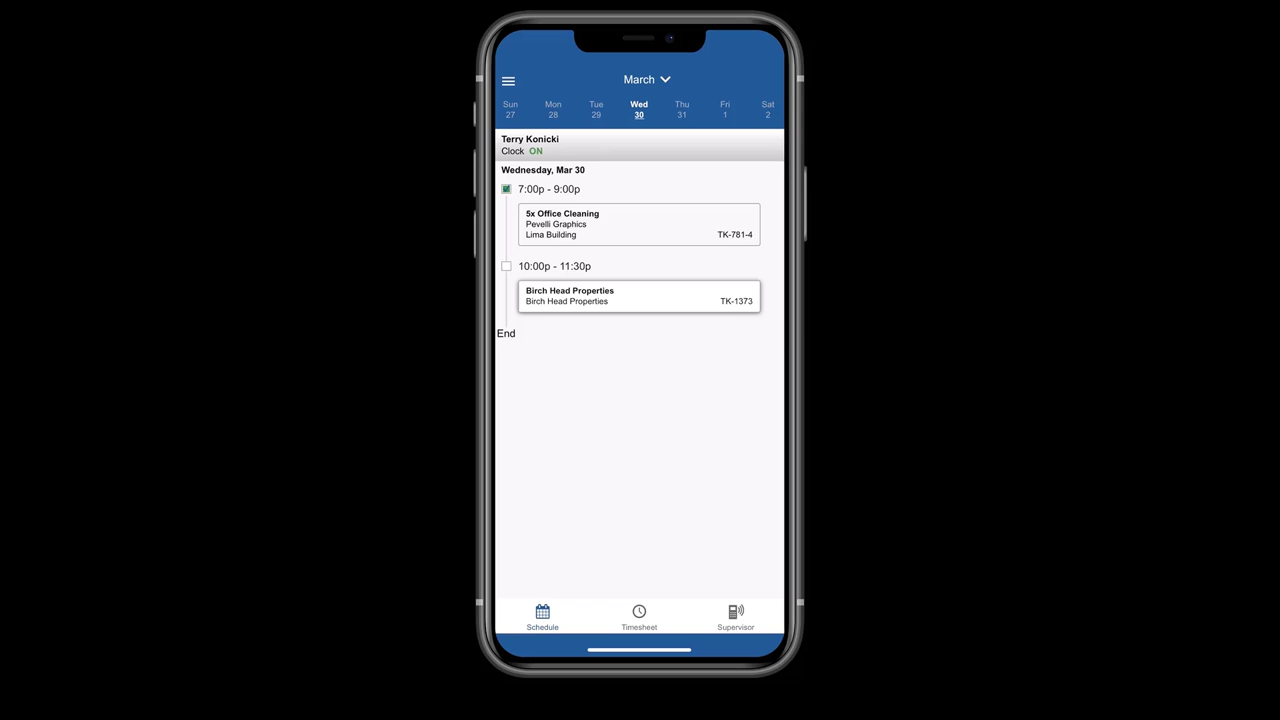 March
Sun Mon Tue Wed Thu Fri Sat
27 28 29 30 31 1 2
Terry Konicki
Clock ON
Wednesday, Mar 30
7:00p - 9:00p
5x Office Cleaning
Pevelli Graphics
Lima Building TK-781-4
10:00p - 11:30p
Birch Head Properties
Birch Head Properties TK-1373
End
Schedule Timesheet Supervisor